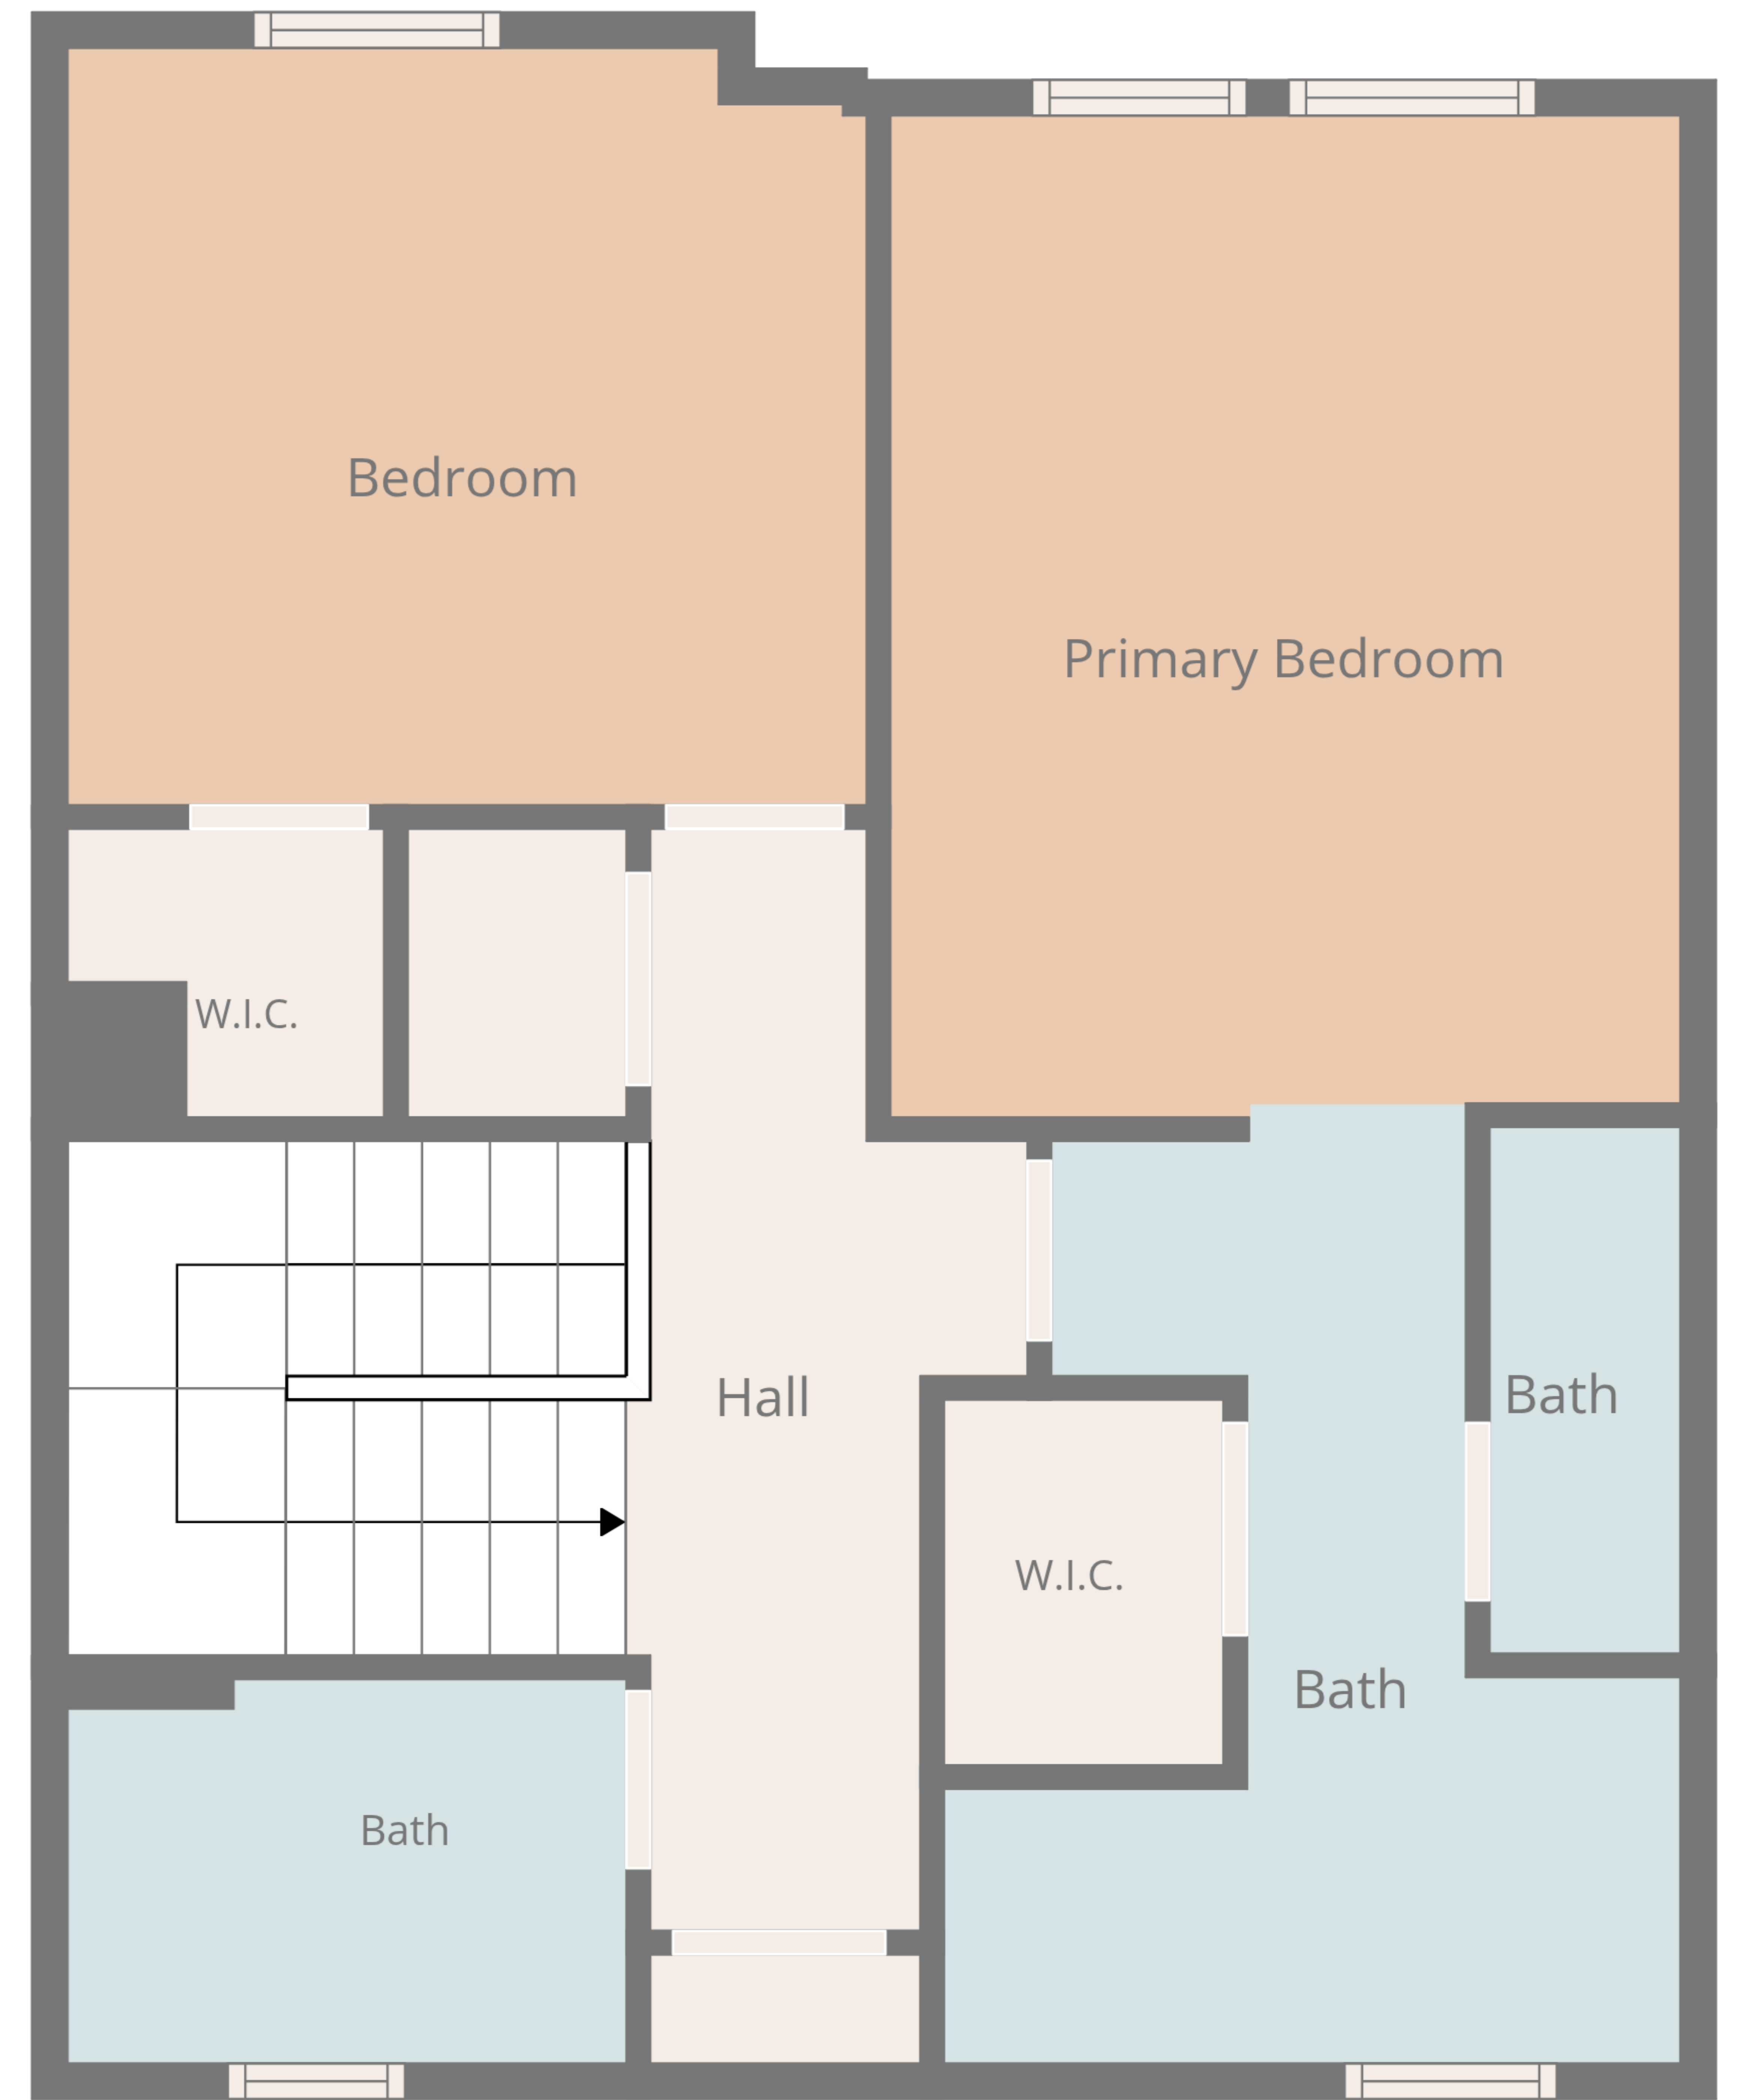 Bedroom
Primary Bedroom
W.I.C.
Hall
Bath
W.I.C.
Bath
Bath